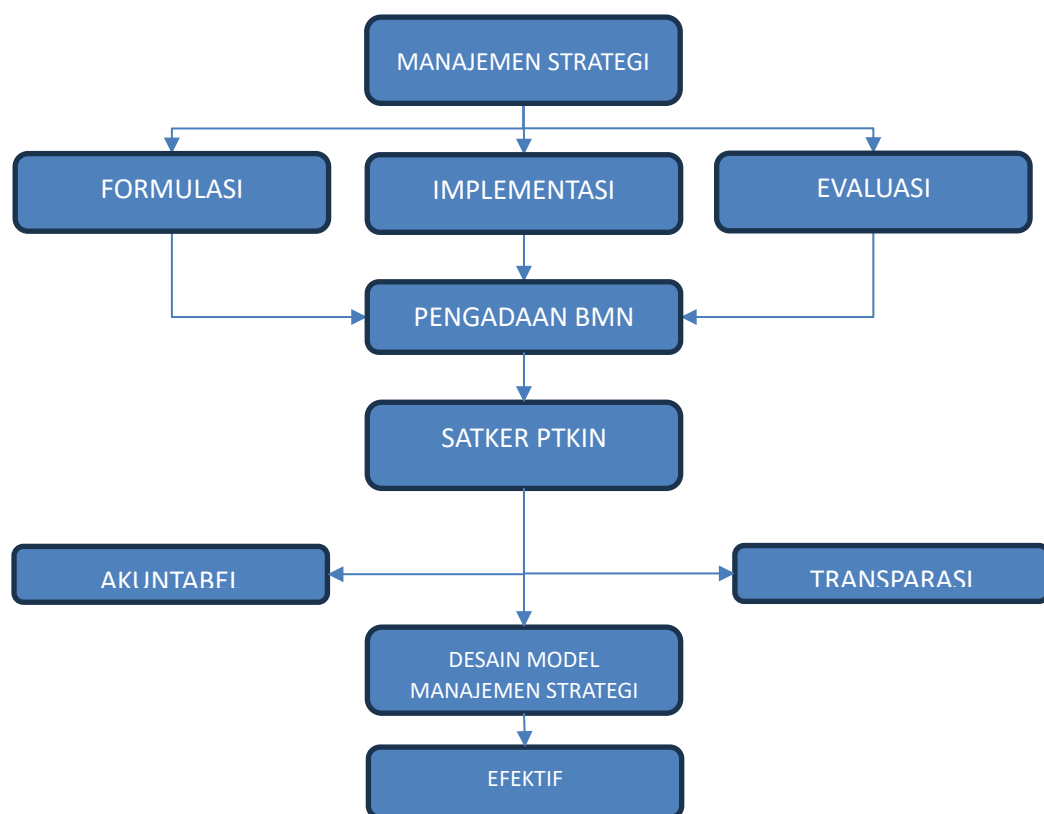 MANAJEMEN STRATEGI
FORMULASI
IMPLEMENTASI
EVALUASI
PENGADAAN BMN
SATKER PTKIN
AKUNTABEL
TRANSPARASI
DESAIN MODEL
MANAJEMEN STRATEGI
EFEKTIF